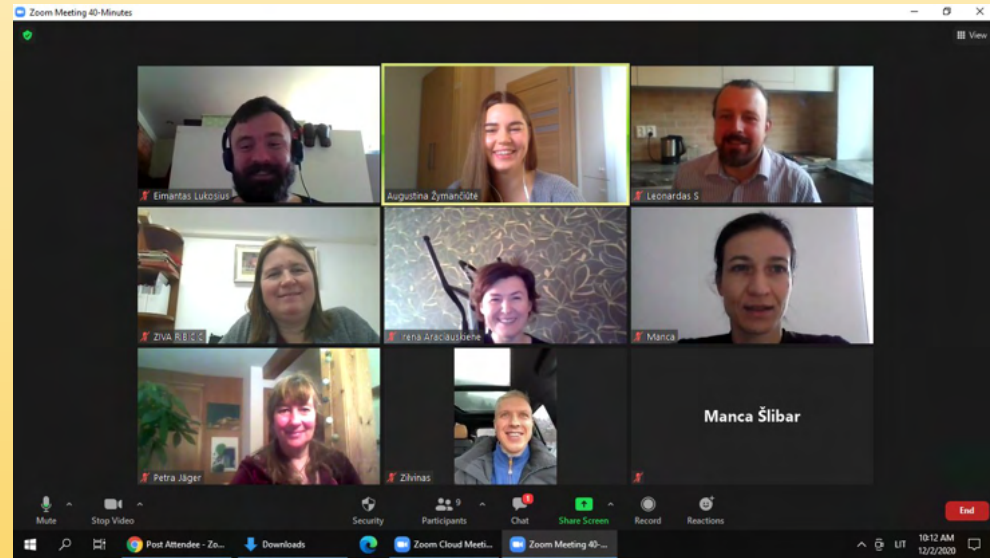 Zoom Meeting 40-Minutes
View
Eimantas Lukosius
Augustina Žymančiūtė
Leonardas S
ZIVA RIBIČIČ
Irena Araciauskiene
Manca
Petra Jäger
Zilvinas
Manca Šlibar
Mute
Stop Video
Security
9
Participants
1
Chat
Share Screen
Record
Reactions
End
Post Attendee - Zo...
Downloads
Zoom Cloud Meeti...
Zoom Meeting 40-...
LIT
10:12 AM
12/2/2020